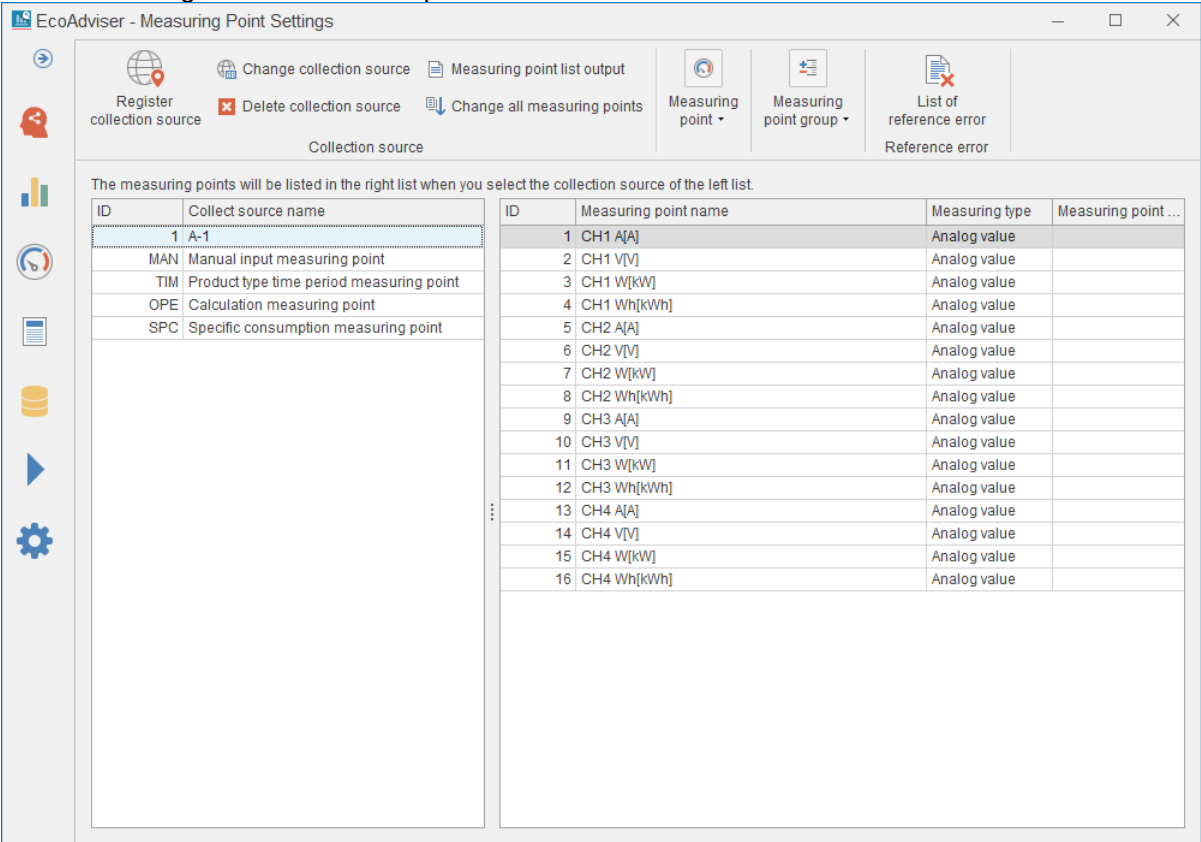 EcoAdviser - Measuring Point Settings
Register
collection source
Change collection source
Delete collection source
Measuring point list output
Change all measuring points
Collection source
Measuring
point
Measuring
point group
List of
reference error
Reference error
The measuring points will be listed in the right list when you select the collection source of the left list.
ID Collect source name
1 A-1
MAN Manual input measuring point
TIM Product type time period measuring point
OPE Calculation measuring point
SPC Specific consumption measuring point
ID Measuring point name Measuring type Measuring point ...
1 CH1 A[A] Analog value
2 CH1 V[V] Analog value
3 CH1 W[kW] Analog value
4 CH1 Wh[kWh] Analog value
5 CH2 A[A] Analog value
6 CH2 V[V] Analog value
7 CH2 W[kW] Analog value
8 CH2 Wh[kWh] Analog value
9 CH3 A[A] Analog value
10 CH3 V[V] Analog value
11 CH3 W[kW] Analog value
12 CH3 Wh[kWh] Analog value
13 CH4 A[A] Analog value
14 CH4 V[V] Analog value
15 CH4 W[kW] Analog value
16 CH4 Wh[kWh] Analog value